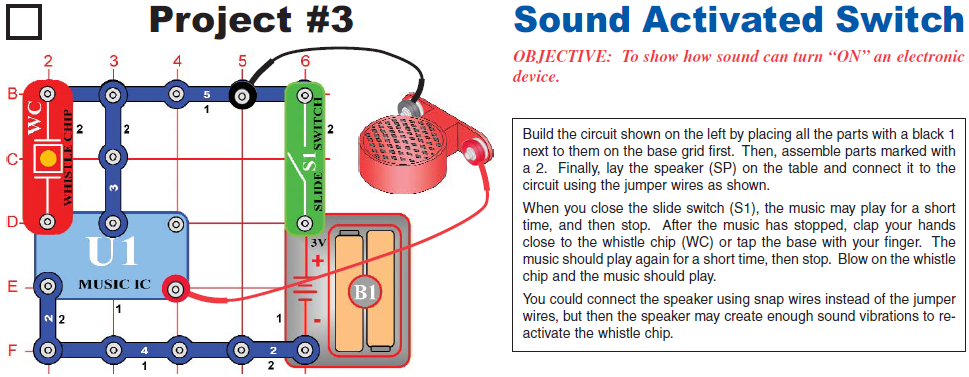 Project #3
Sound Activated Switch
OBJECTIVE: To show how sound can turn “ON” an electronic
device.
2 3 4 5 6
B
5
1
WC
WHISTLE CHIP
2
2
3
S1
SLIDE SWITCH
2
C
D
U1
MUSIC IC
1
3V
+
B1
-
1
E
2
2
F
4
1
2
2
Build the circuit shown on the left by placing all the parts with a black 1
next to them on the base grid first. Then, assemble parts marked with
a 2. Finally, lay the speaker (SP) on the table and connect it to the
circuit using the jumper wires as shown.
When you close the slide switch (S1), the music may play for a short
time, and then stop. After the music has stopped, clap your hands
close to the whistle chip (WC) or tap the base with your finger. The
music should play again for a short time, then stop. Blow on the whistle
chip and the music should play.
You could connect the speaker using snap wires instead of the jumper
wires, but then the speaker may create enough sound vibrations to re-
activate the whistle chip.